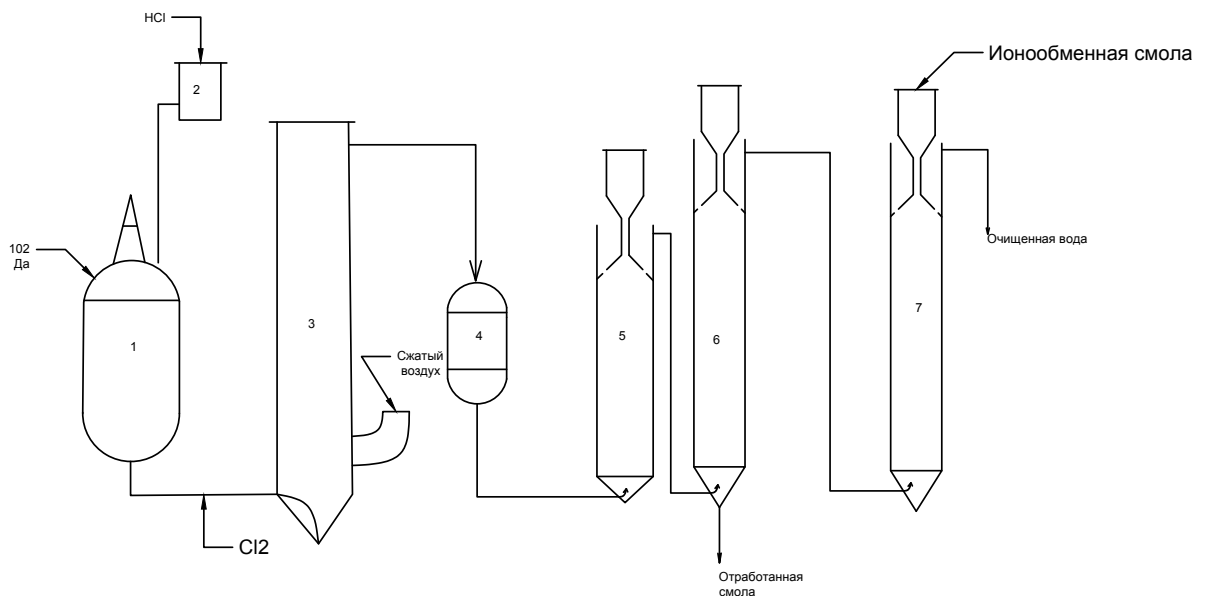 HCl
Ионообменная смола
2
102
Да
Очищенная вода
1
3
4
5
6
7
Сжатый
воздух
Cl2
Отработанная
смола